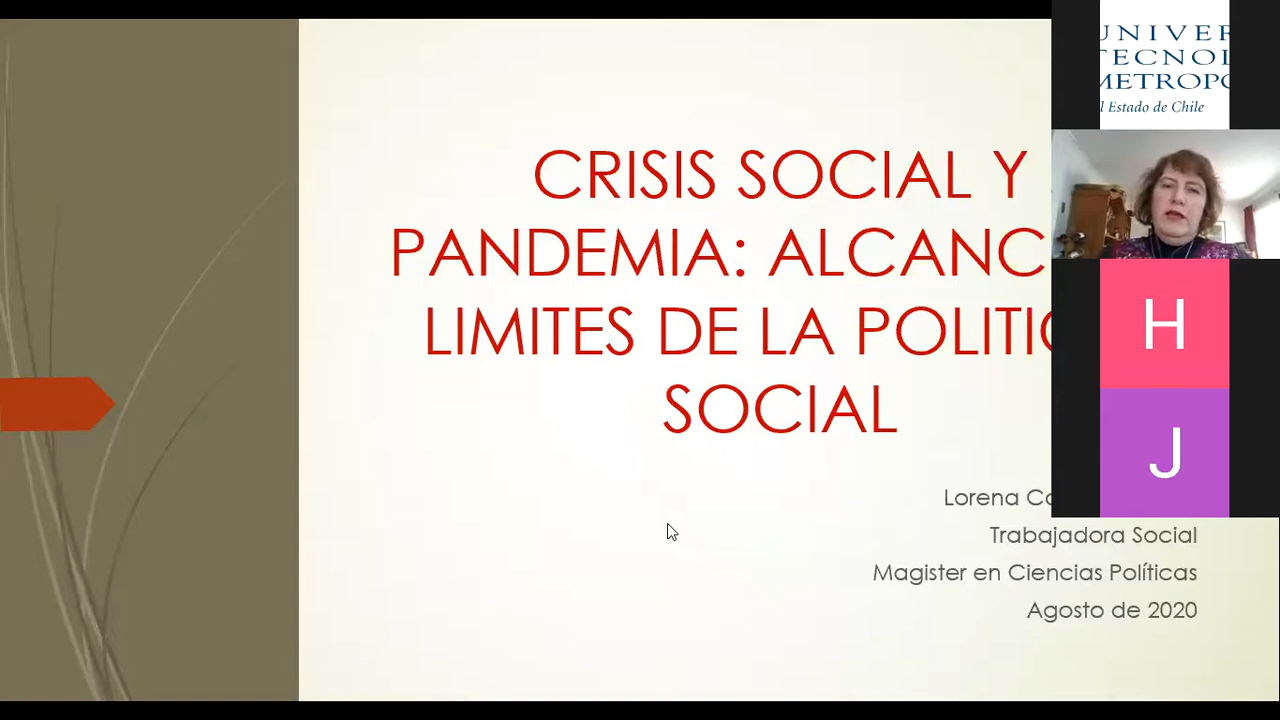 CRISIS SOCIAL Y
PANDEMIA: ALCANC
LIMITES DE LA POLITIC
SOCIAL
Lorena
Trabajadora Social
Magister en Ciencias Políticas
Agosto de 2020
UNIVER
TECNOL
METROPO
l Estado de Chile
H
J